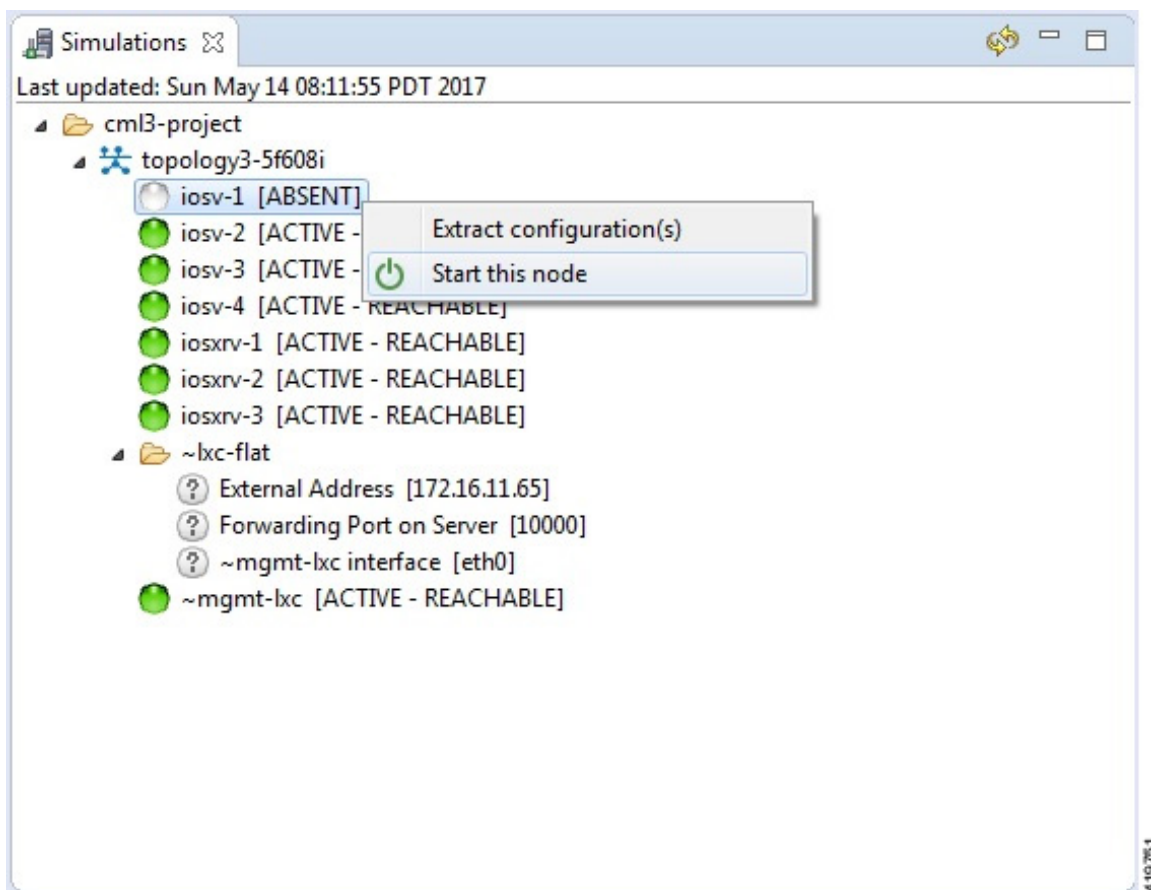 Simulations
Last updated: Sun May 14 08:11:55 PDT 2017
cml3-project
topology3-5f608i
iosv-1 [ABSENT]
Extract configuration(s)
iosv-2 [ACTIVE -
iosv-3 [ACTIVE -
Start this node
iosv-4 [ACTIVE - REACHABLE]
iosxrv-1 [ACTIVE - REACHABLE]
iosxrv-2 [ACTIVE - REACHABLE]
iosxrv-3 [ACTIVE - REACHABLE]
~lxc-flat
External Address [172.16.11.65]
Forwarding Port on Server [10000]
~mgmt-lxc interface [eth0]
~mgmt-lxc [ACTIVE - REACHABLE]